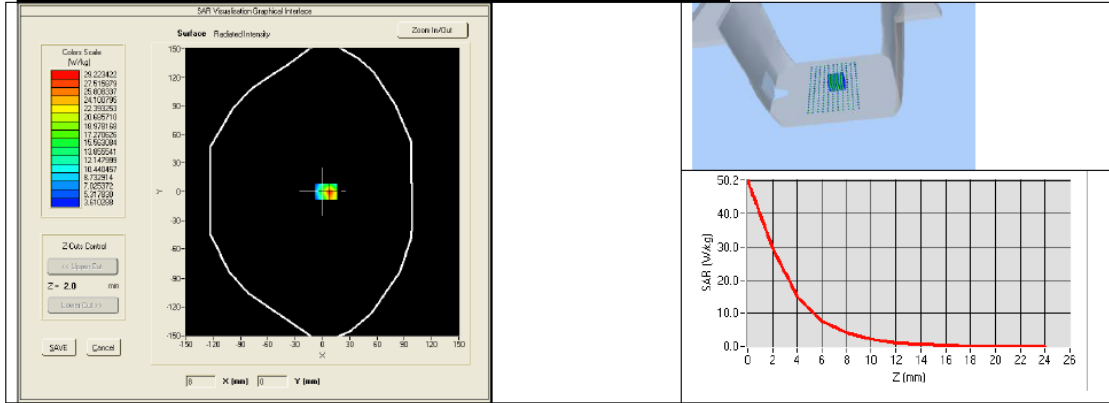 SAR Visualisation Graphical Interface
Surface Radiated Intensity
Zoom In/Out
Colors Scale
(W/kg)
29.223422
27.515879
25.808337
24.100795
22.393253
20.685710
18.978168
17.270626
15.563084
13.855541
12.147999
10.440457
8.732914
7.025372
5.317830
3.610288
Z-Cuts Control
<< Upper Cut
Z = 2.0 mm
Lower Cut >>
SAVE Cancel
150-
100-
60-
30-
0-
-30-
-60-
-90-
-120-
-150-
Y
-150 -120 -90 -60 -30 0 30 60 90 120 150
X
8 X (mm) 0 Y (mm)
50.2-
40.0-
30.0-
20.0-
10.0-
0.0-
SAR (W/kg)
0 2 4 6 8 10 12 14 16 18 20 22 24 26
Z (mm)